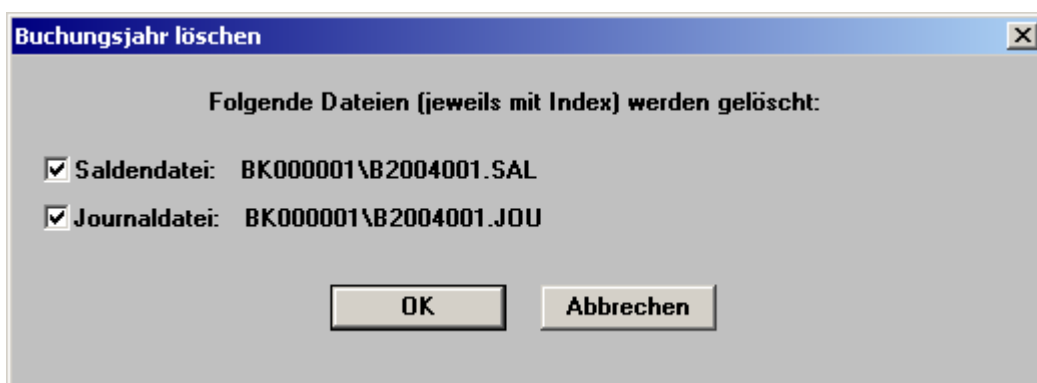 Buchungsjahr löschen
Folgende Dateien (jeweils mit Index) werden gelöscht:
Saldendatei: BK000001\B2004001.SAL
Journaldatei: BK000001\B2004001.JOU
OK Abbrechen